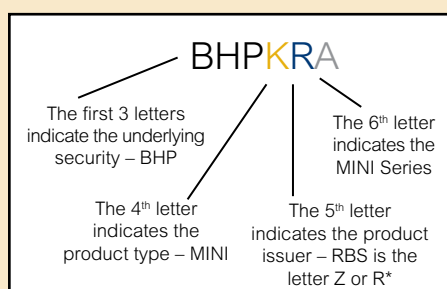 BHPKRA
The first 3 letters
indicate the underlying
security – BHP
The 6th letter
indicates the
MINI Series
The 4th letter
indicates the
product type – MINI
The 5th letter
indicates the product
issuer – RBS is the
letter Z or R*